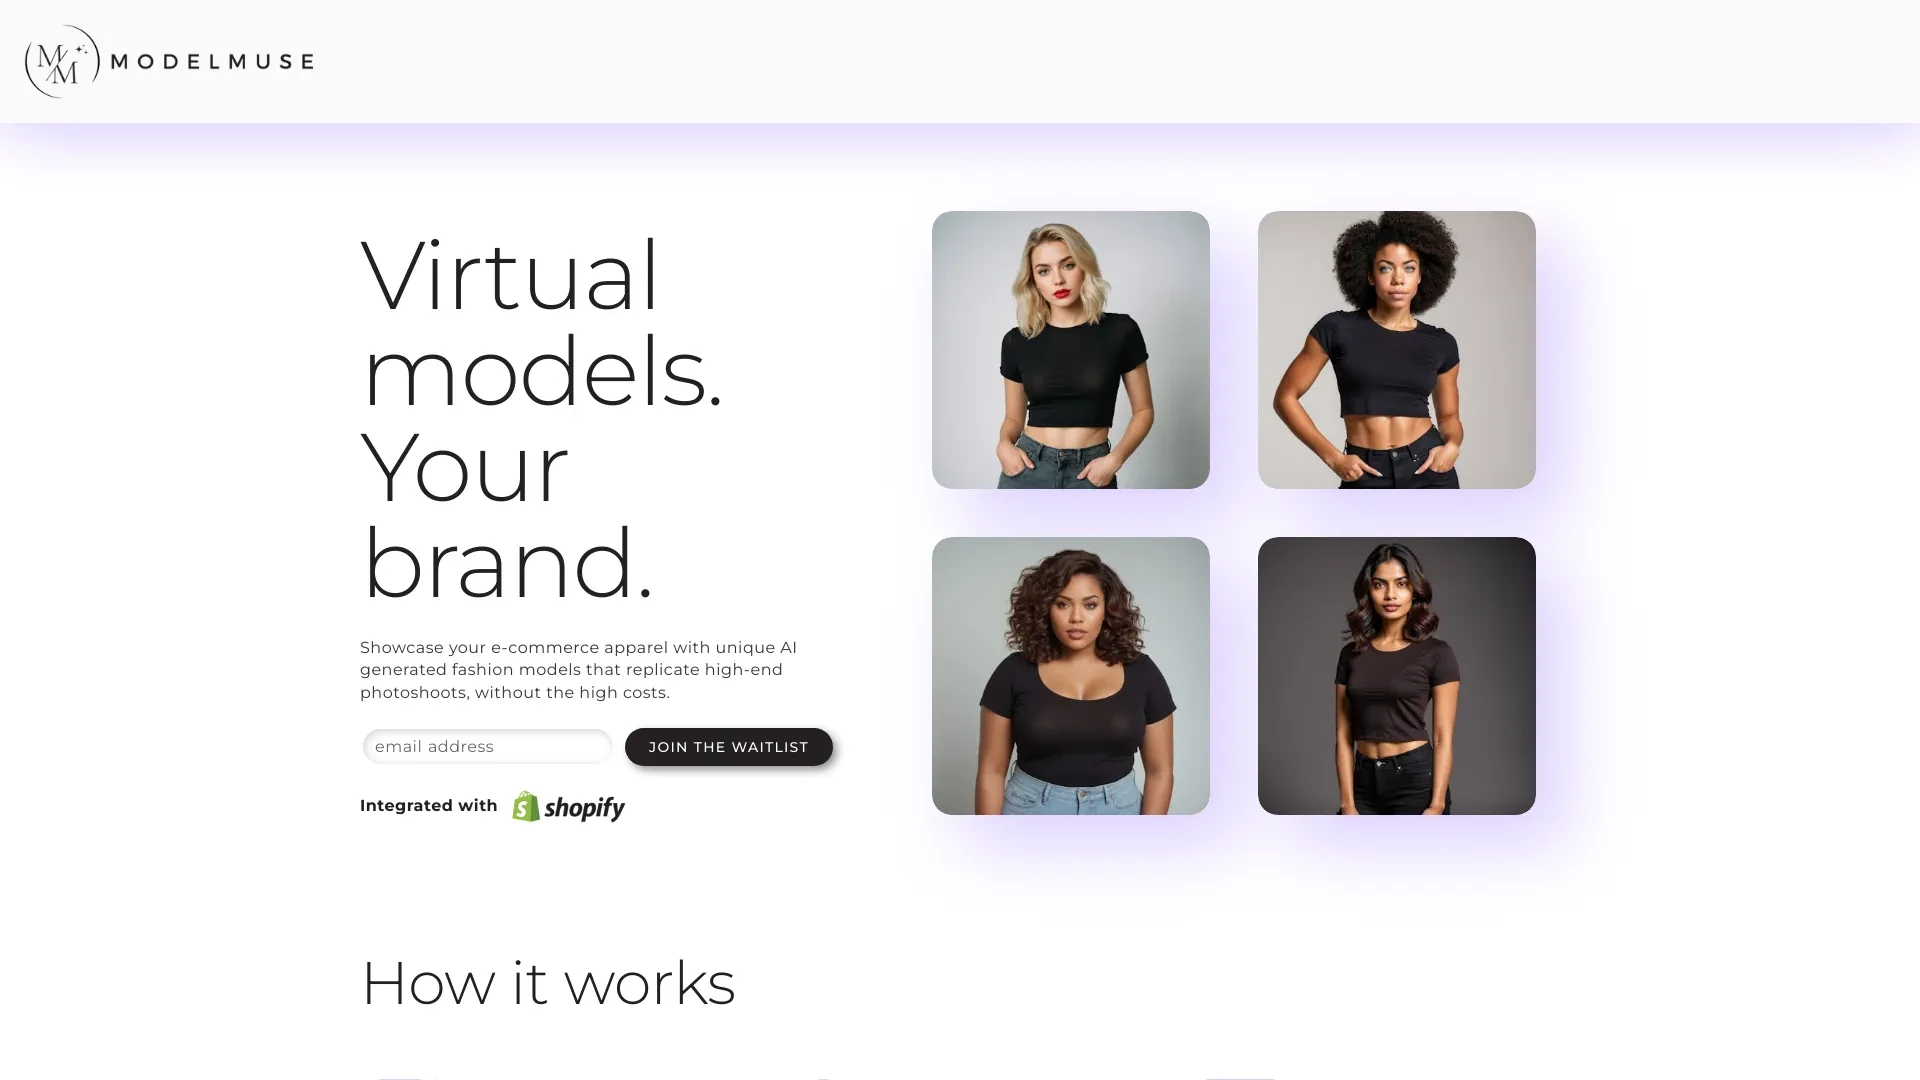 MM MODELMUSE
Virtual
models.
Your
brand.
Showcase your e-commerce apparel with unique AI
generated fashion models that replicate high-end
photoshoots, without the high costs.
email address
JOIN THE WAITLIST
Integrated with
S shopify
How it works